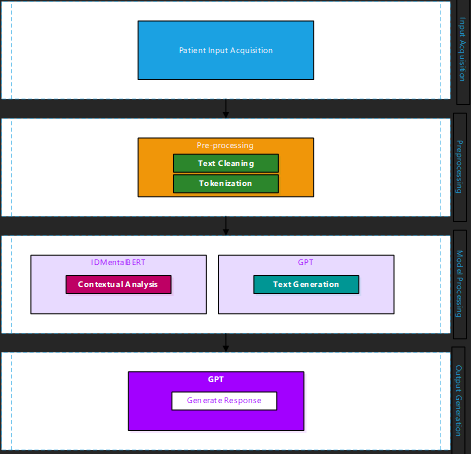 Patient Input Acquisition
Input Acquisition
Pre-processing
Text Cleaning
Tokenization
Preprocessing
IDMentalBERT
Contextual Analysis
GPT
Text Generation
Model Processing
GPT
Generate Response
Output Generation